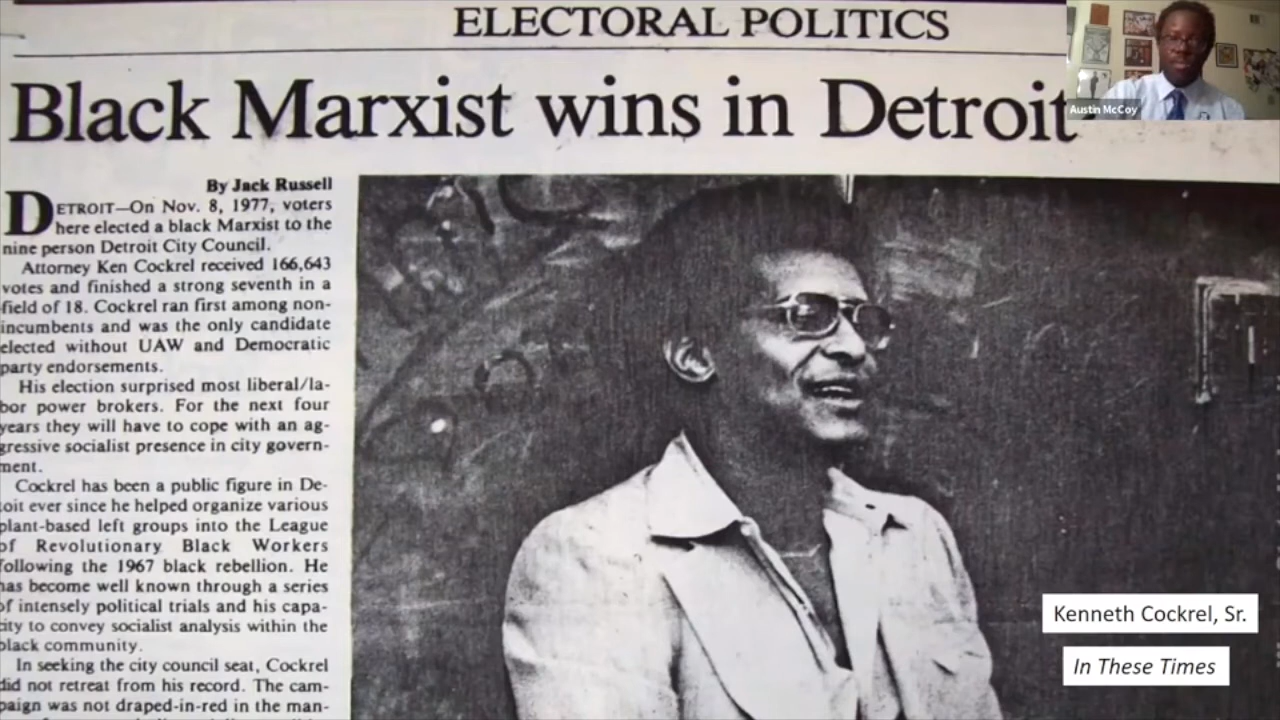 ELECTORAL POLITICS
Black Marxist wins in Detroit
Austin McCoy
By Jack Russell
DETROIT—On Nov. 8, 1977, voters
here elected a black Marxist to the
nine person Detroit City Council.
Attorney Ken Cockrel received 166,643
votes and finished a strong seventh in a
field of 18. Cockrel ran first among non-
incumbents and was the only candidate
elected without UAW and Democratic
party endorsements.
His election surprised most liberal/la-
bor power brokers. For the next four
years they will have to cope with an ag-
gressive socialist presence in city govern-
ment.
Cockrel has been a public figure in De-
toit ever since he helped organize various
plant-based left groups into the League
of Revolutionary Black Workers
following the 1967 black rebellion. He
has become well known through a series
of intensely political trials and his capa-
city to convey socialist analysis within the
black community.
In seeking the city council seat, Cockrel
did not retreat from his record. The cam-
paign was not draped-in-red in the man-
Kenneth Cockrel, Sr.
In These Times